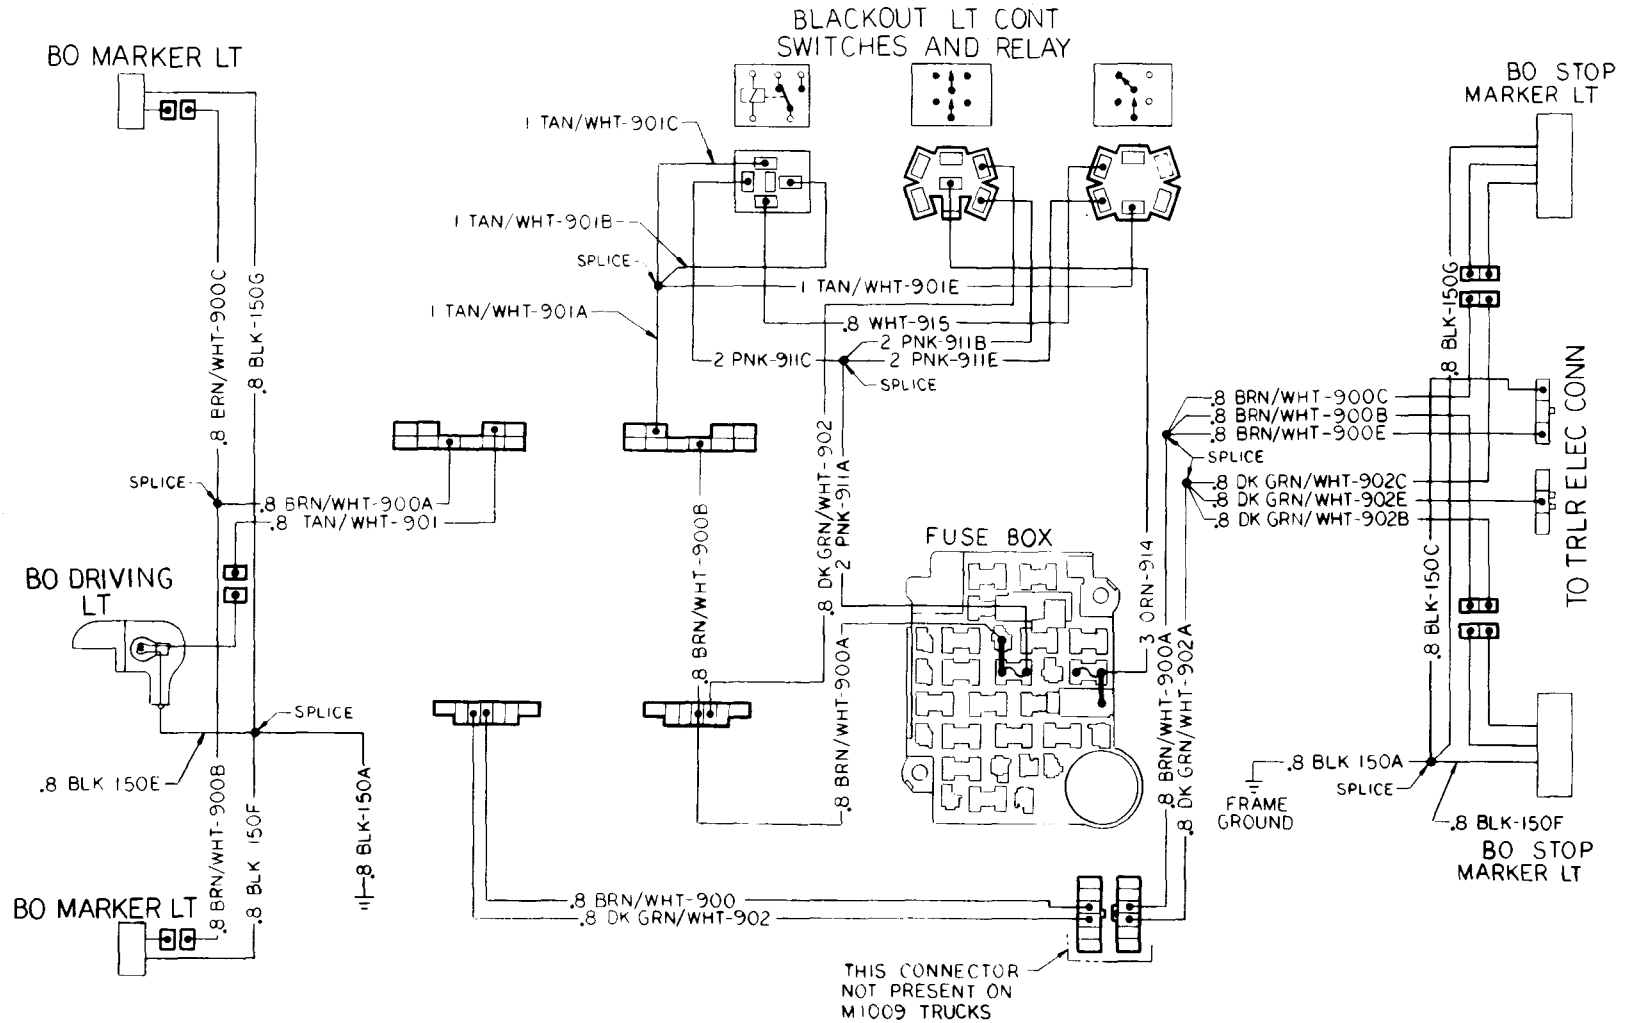 BLACKOUT LT CONT
SWITCHES AND RELAY
BO MARKER LT
BO STOP
MARKER LT
1 TAN/WHT-901C
1 TAN/WHT-901B
SPLICE
1 TAN/WHT-901E
1 TAN/WHT-901A
.8 WHT-915
2 PNK-911B
2 PNK-911C
2 PNK-911E
SPLICE
.8 BRN/WHT-900C
.8 BLK-150G
.8 BLK-150G
.8 BRN/WHT-900C
.8 BRN/WHT-900B
.8 BRN/WHT-900E
SPLICE
.8 DK GRN/WHT-902C
.8 DK GRN/WHT-902E
.8 DK GRN/WHT-902B
TO TRLR ELEC CONN
SPLICE
.8 BRN/WHT-900A
.8 TAN/WHT-901
.8 DK GRN/WHT-902
2 PNK-911A
.8 BRN/WHT-900B
FUSE BOX
3 ORN-914
.8 BLK-150C
BO DRIVING
LT
.8 BRN/WHT-900A
.8 BRN/WHT-900A
.8 DK GRN/WHT-902A
SPLICE
.8 BLK 150E
.8 BRN/WHT-900B
.8 BLK 150F
.8 BLK-150A
.8 BLK 150A
FRAME
GROUND
SPLICE
.8 BLK-150F
BO STOP
MARKER LT
BO MARKER LT
.8 BRN/WHT-900
.8 DK GRN/WHT-902
THIS CONNECTOR
NOT PRESENT ON
M1009 TRUCKS